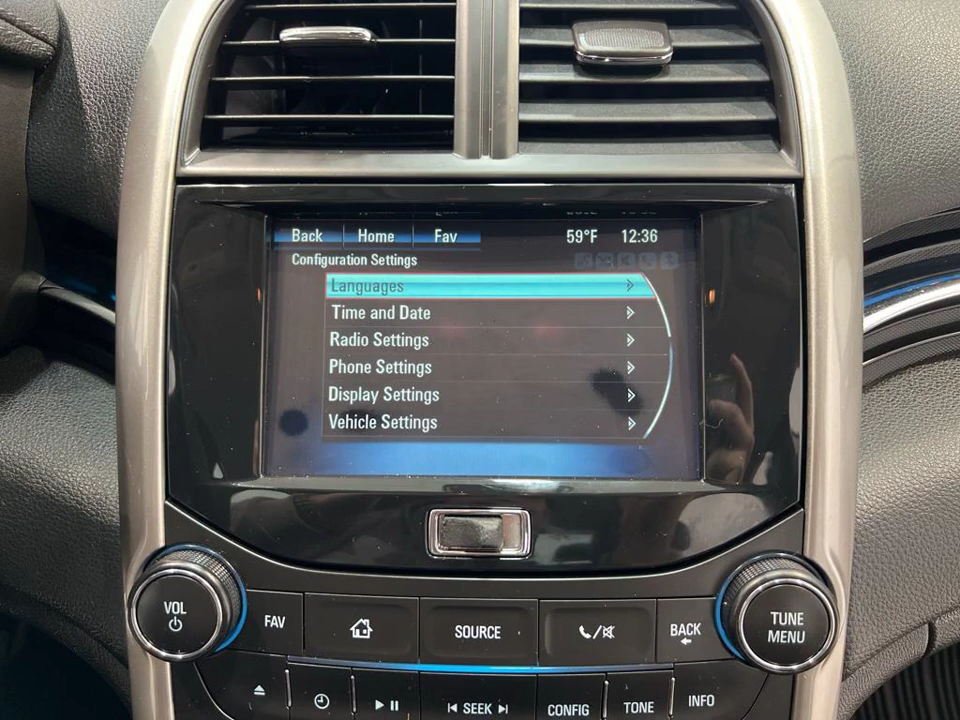 Back Home Fav 59°F 12:36
Configuration Settings
Languages
Time and Date
Radio Settings
Phone Settings
Display Settings
Vehicle Settings
VOL
FAV
SOURCE
BACK
TUNE
MENU
SEEK
CONFIG
TONE
INFO